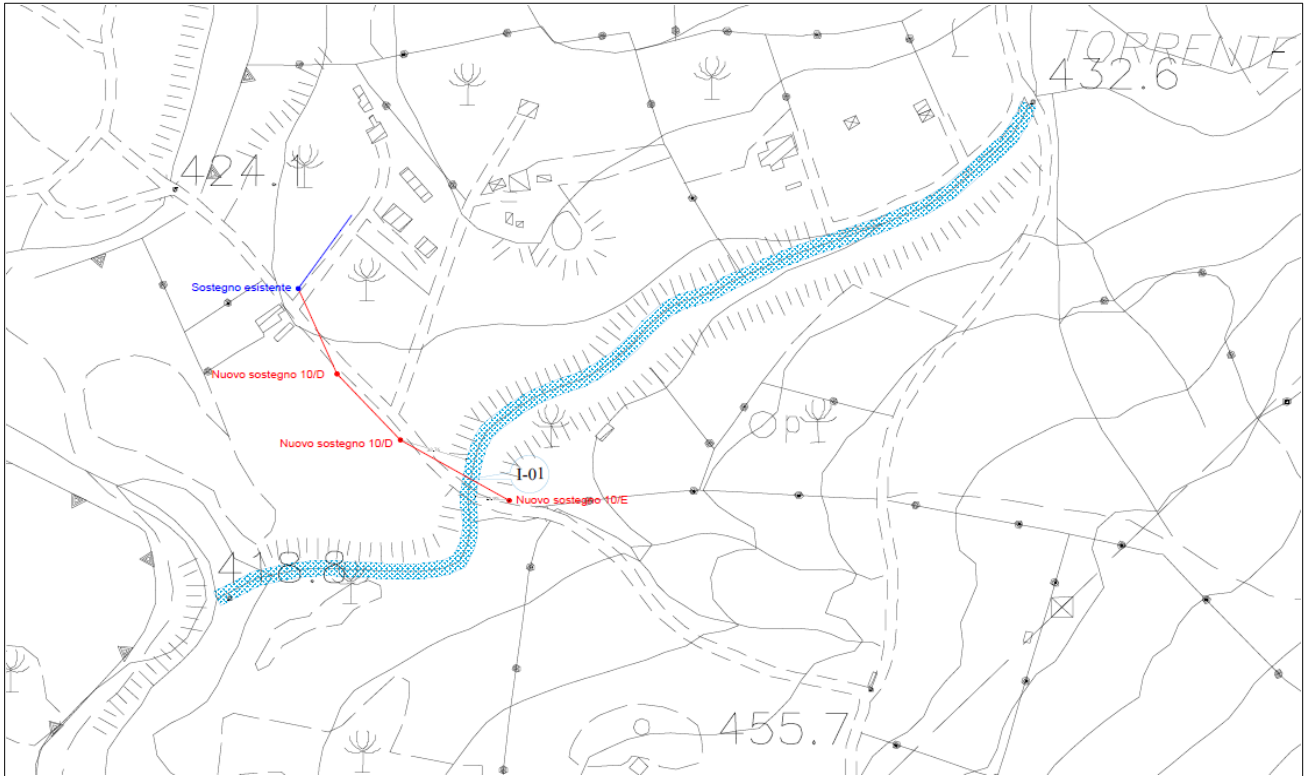 TORRENTE
432.6
424.1
Sostegno esistente
Nuovo sostegno 10/D
Op
Nuovo sostegno 10/D
I-01
Nuovo sostegno 10/E
418.8
455.7